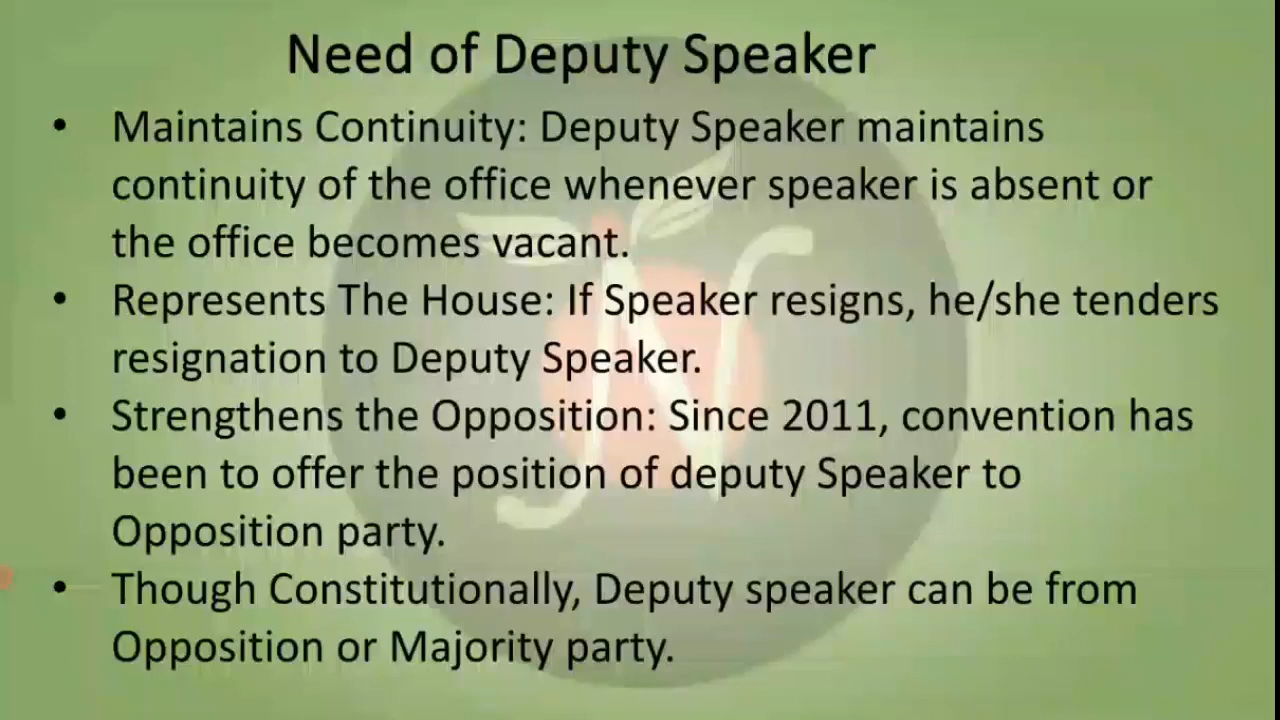 Need of Deputy Speaker
• Maintains Continuity: Deputy Speaker maintains
continuity of the office whenever speaker is absent or
the office becomes vacant.
• Represents The House: If Speaker resigns, he/she tenders
resignation to Deputy Speaker.
• Strengthens the Opposition: Since 2011, convention has
been to offer the position of deputy Speaker to
Opposition party.
• Though Constitutionally, Deputy speaker can be from
Opposition or Majority party.